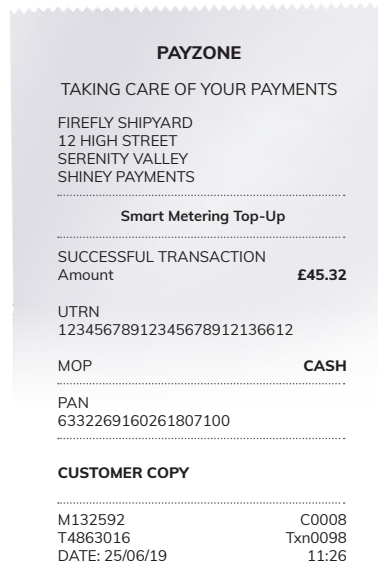 PAYZONE
TAKING CARE OF YOUR PAYMENTS
FIREFLY SHIPYARD
12 HIGH STREET
SERENITY VALLEY
SHINEY PAYMENTS
Smart Metering Top-Up
SUCCESSFUL TRANSACTION
Amount £45.32
UTRN
12345678912345678912136612
MOP CASH
PAN
6332269160261807100
CUSTOMER COPY
M132592 C0008
T4863016 Txn0098
DATE: 25/06/19 11:26